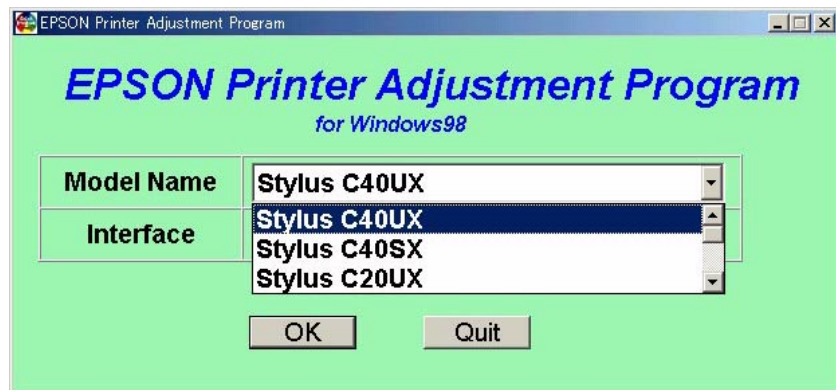 EPSON Printer Adjustment Program
EPSON Printer Adjustment Program
for Windows98
Model Name
Stylus C40UX
Interface
Stylus C40UX
Stylus C40SX
Stylus C20UX
OK
Quit